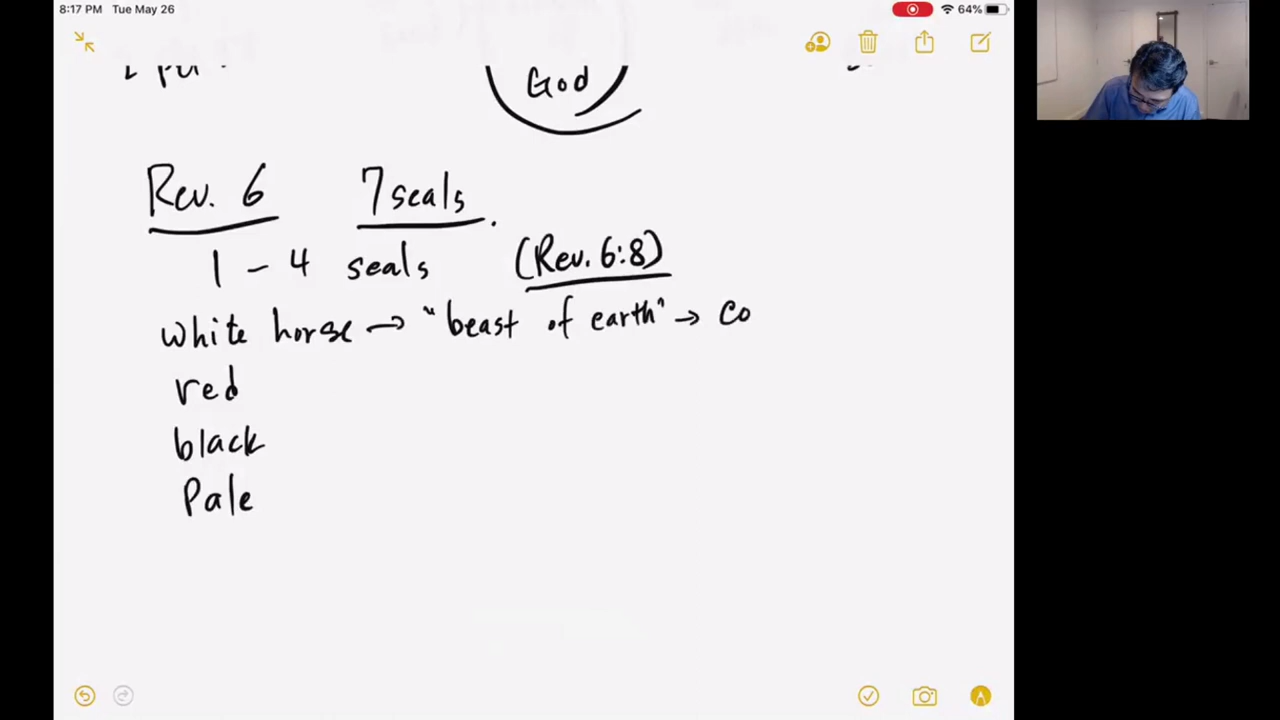 8:17 PM Tue May 26 64%
God
Rev. 6 7 seals.
1 – 4 seals (Rev. 6:8)
white horse → "beast of earth" → co
red
black
Pale